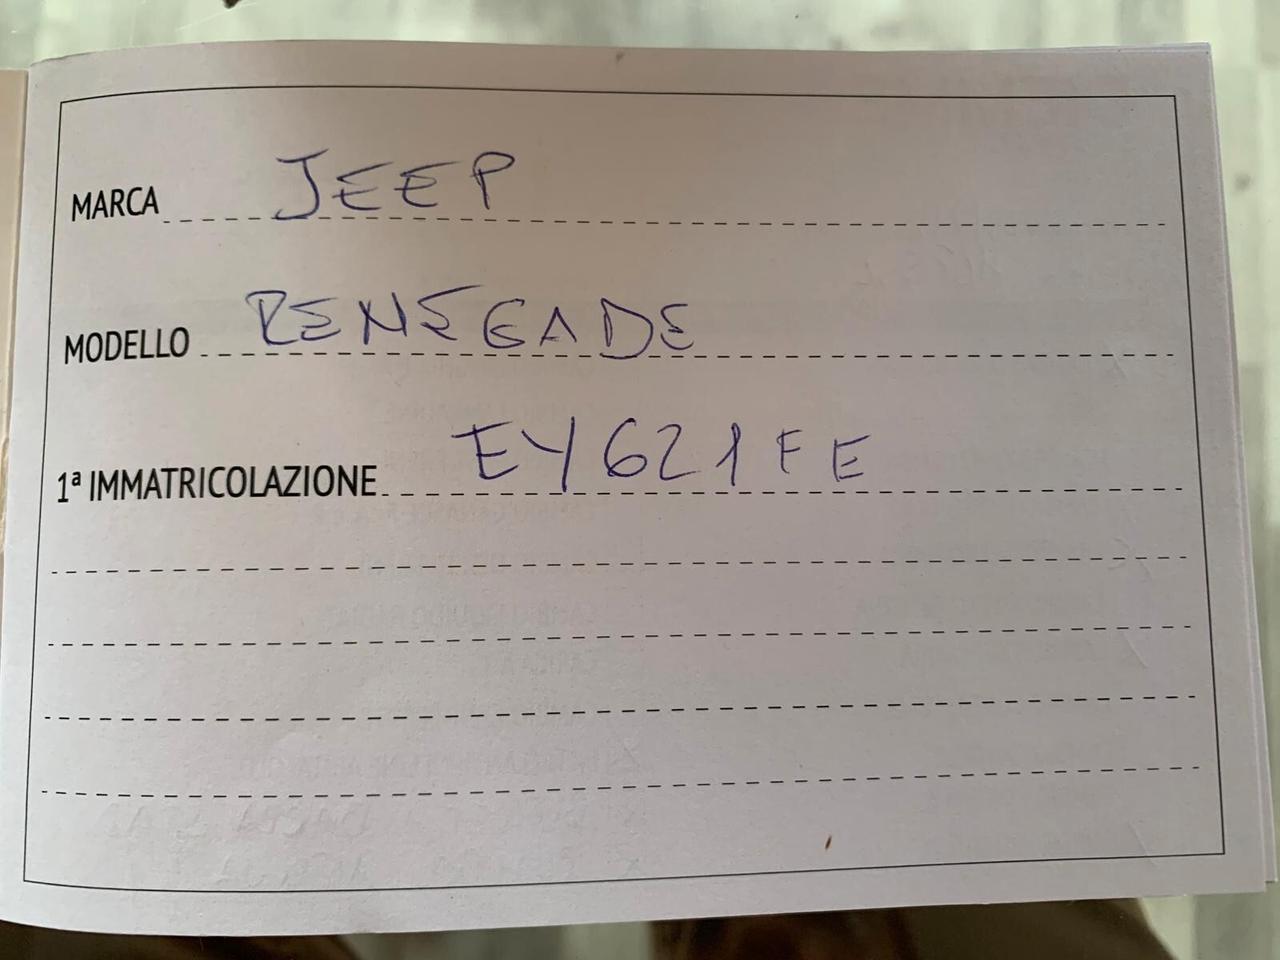 MARCA JEEP
MODELLO RENEGADE
1ª IMMATRICOLAZIONE EY621FE